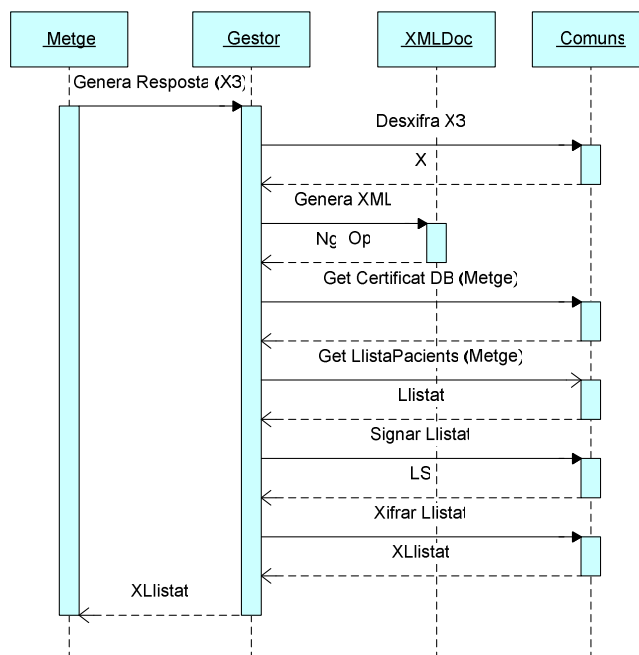 Metge
Gestor
XMLDoc
Comuns
Genera Resposta (X3)
Desxifra X3
X
Genera XML
Ng Op
Get Certificat DB (Metge)
Get LlistaPacients (Metge)
Llistat
Signar Llistat
LS
Xifrar Llistat
XLlistat
XLlistat